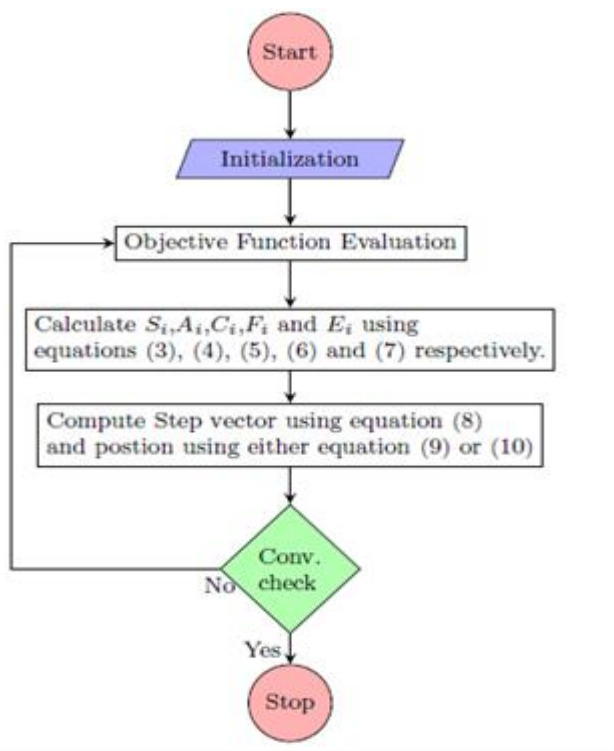 Start
Initialization
Objective Function Evaluation
Calculate Sᵢ,Aᵢ,Cᵢ,Fᵢ and Eᵢ using
equations (3), (4), (5), (6) and (7) respectively.
Compute Step vector using equation (8)
and postion using either equation (9) or (10)
Conv.
check
No
Yes
Stop